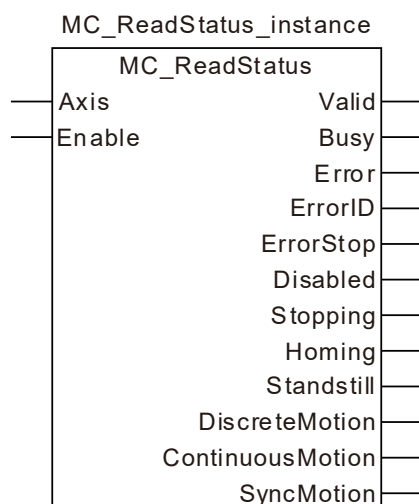 MC_ReadStatus_instance
MC_ReadStatus
Axis Valid
Enable Busy
Error
ErrorID
ErrorStop
Disabled
Stopping
Homing
Standstill
DiscreteMotion
ContinuousMotion
SyncMotion